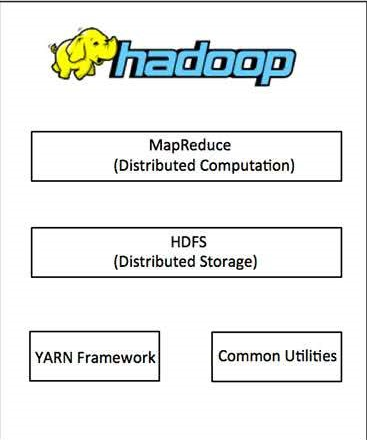 hadoop
MapReduce
(Distributed Computation)
HDFS
(Distributed Storage)
YARN Framework
Common Utilities